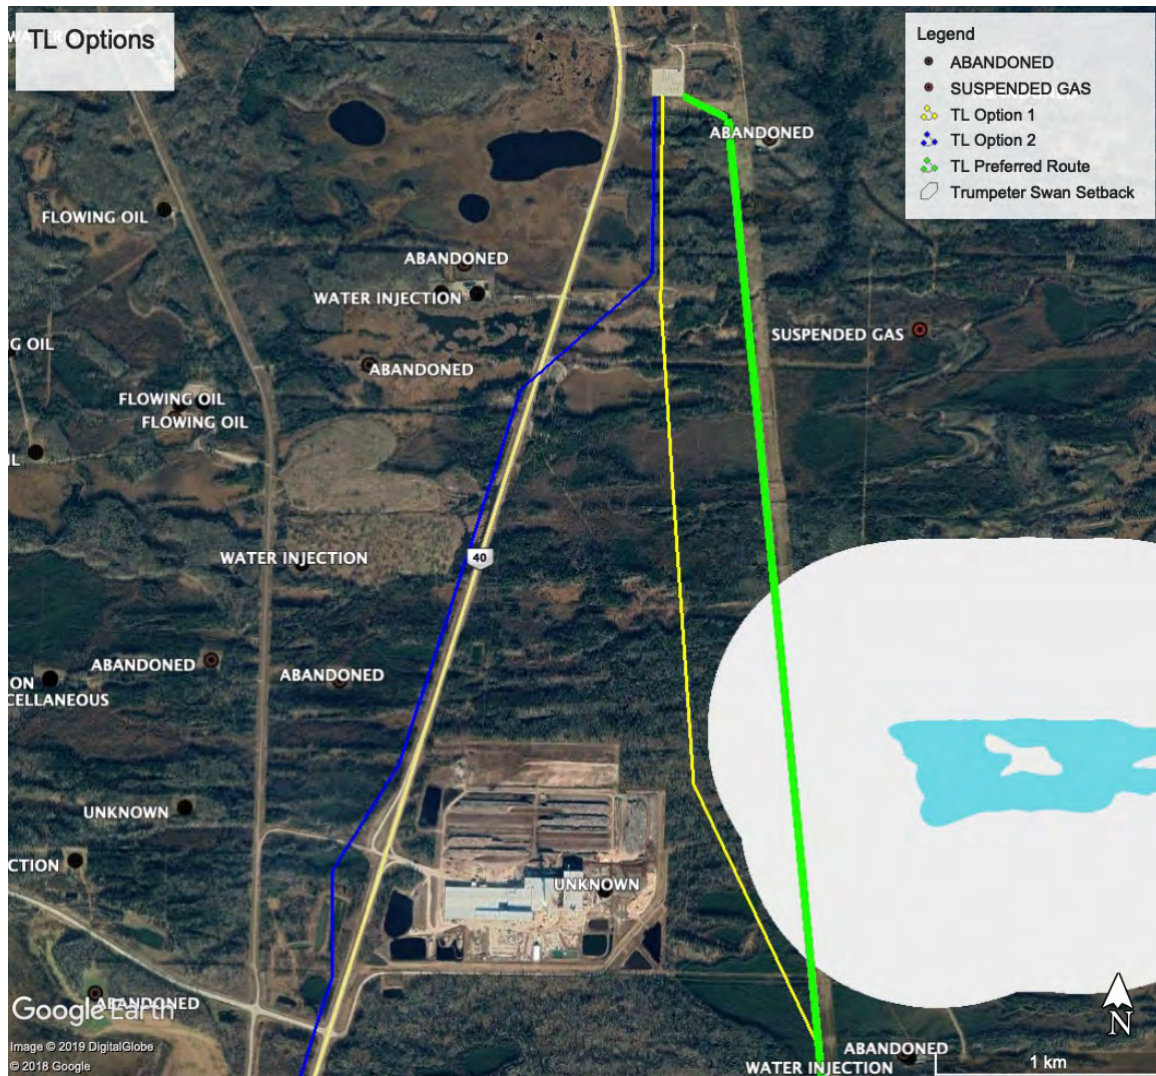 TL Options
Legend
ABANDONED
SUSPENDED GAS
TL Option 1
TL Option 2
TL Preferred Route
Trumpeter Swan Setback
ABANDONED
FLOWING OIL
ABANDONED
WATER INJECTION
SUSPENDED GAS
G OIL
ABANDONED
FLOWING OIL
FLOWING OIL
IL
WATER INJECTION
40
ABANDONED
ABANDONED
ON
CELLANEOUS
UNKNOWN
CTION
UNKNOWN
ABANDONED
Google Earth
N
Image © 2019 DigitalGlobe
© 2018 Google
ABANDONED
WATER INJECTION
1 km